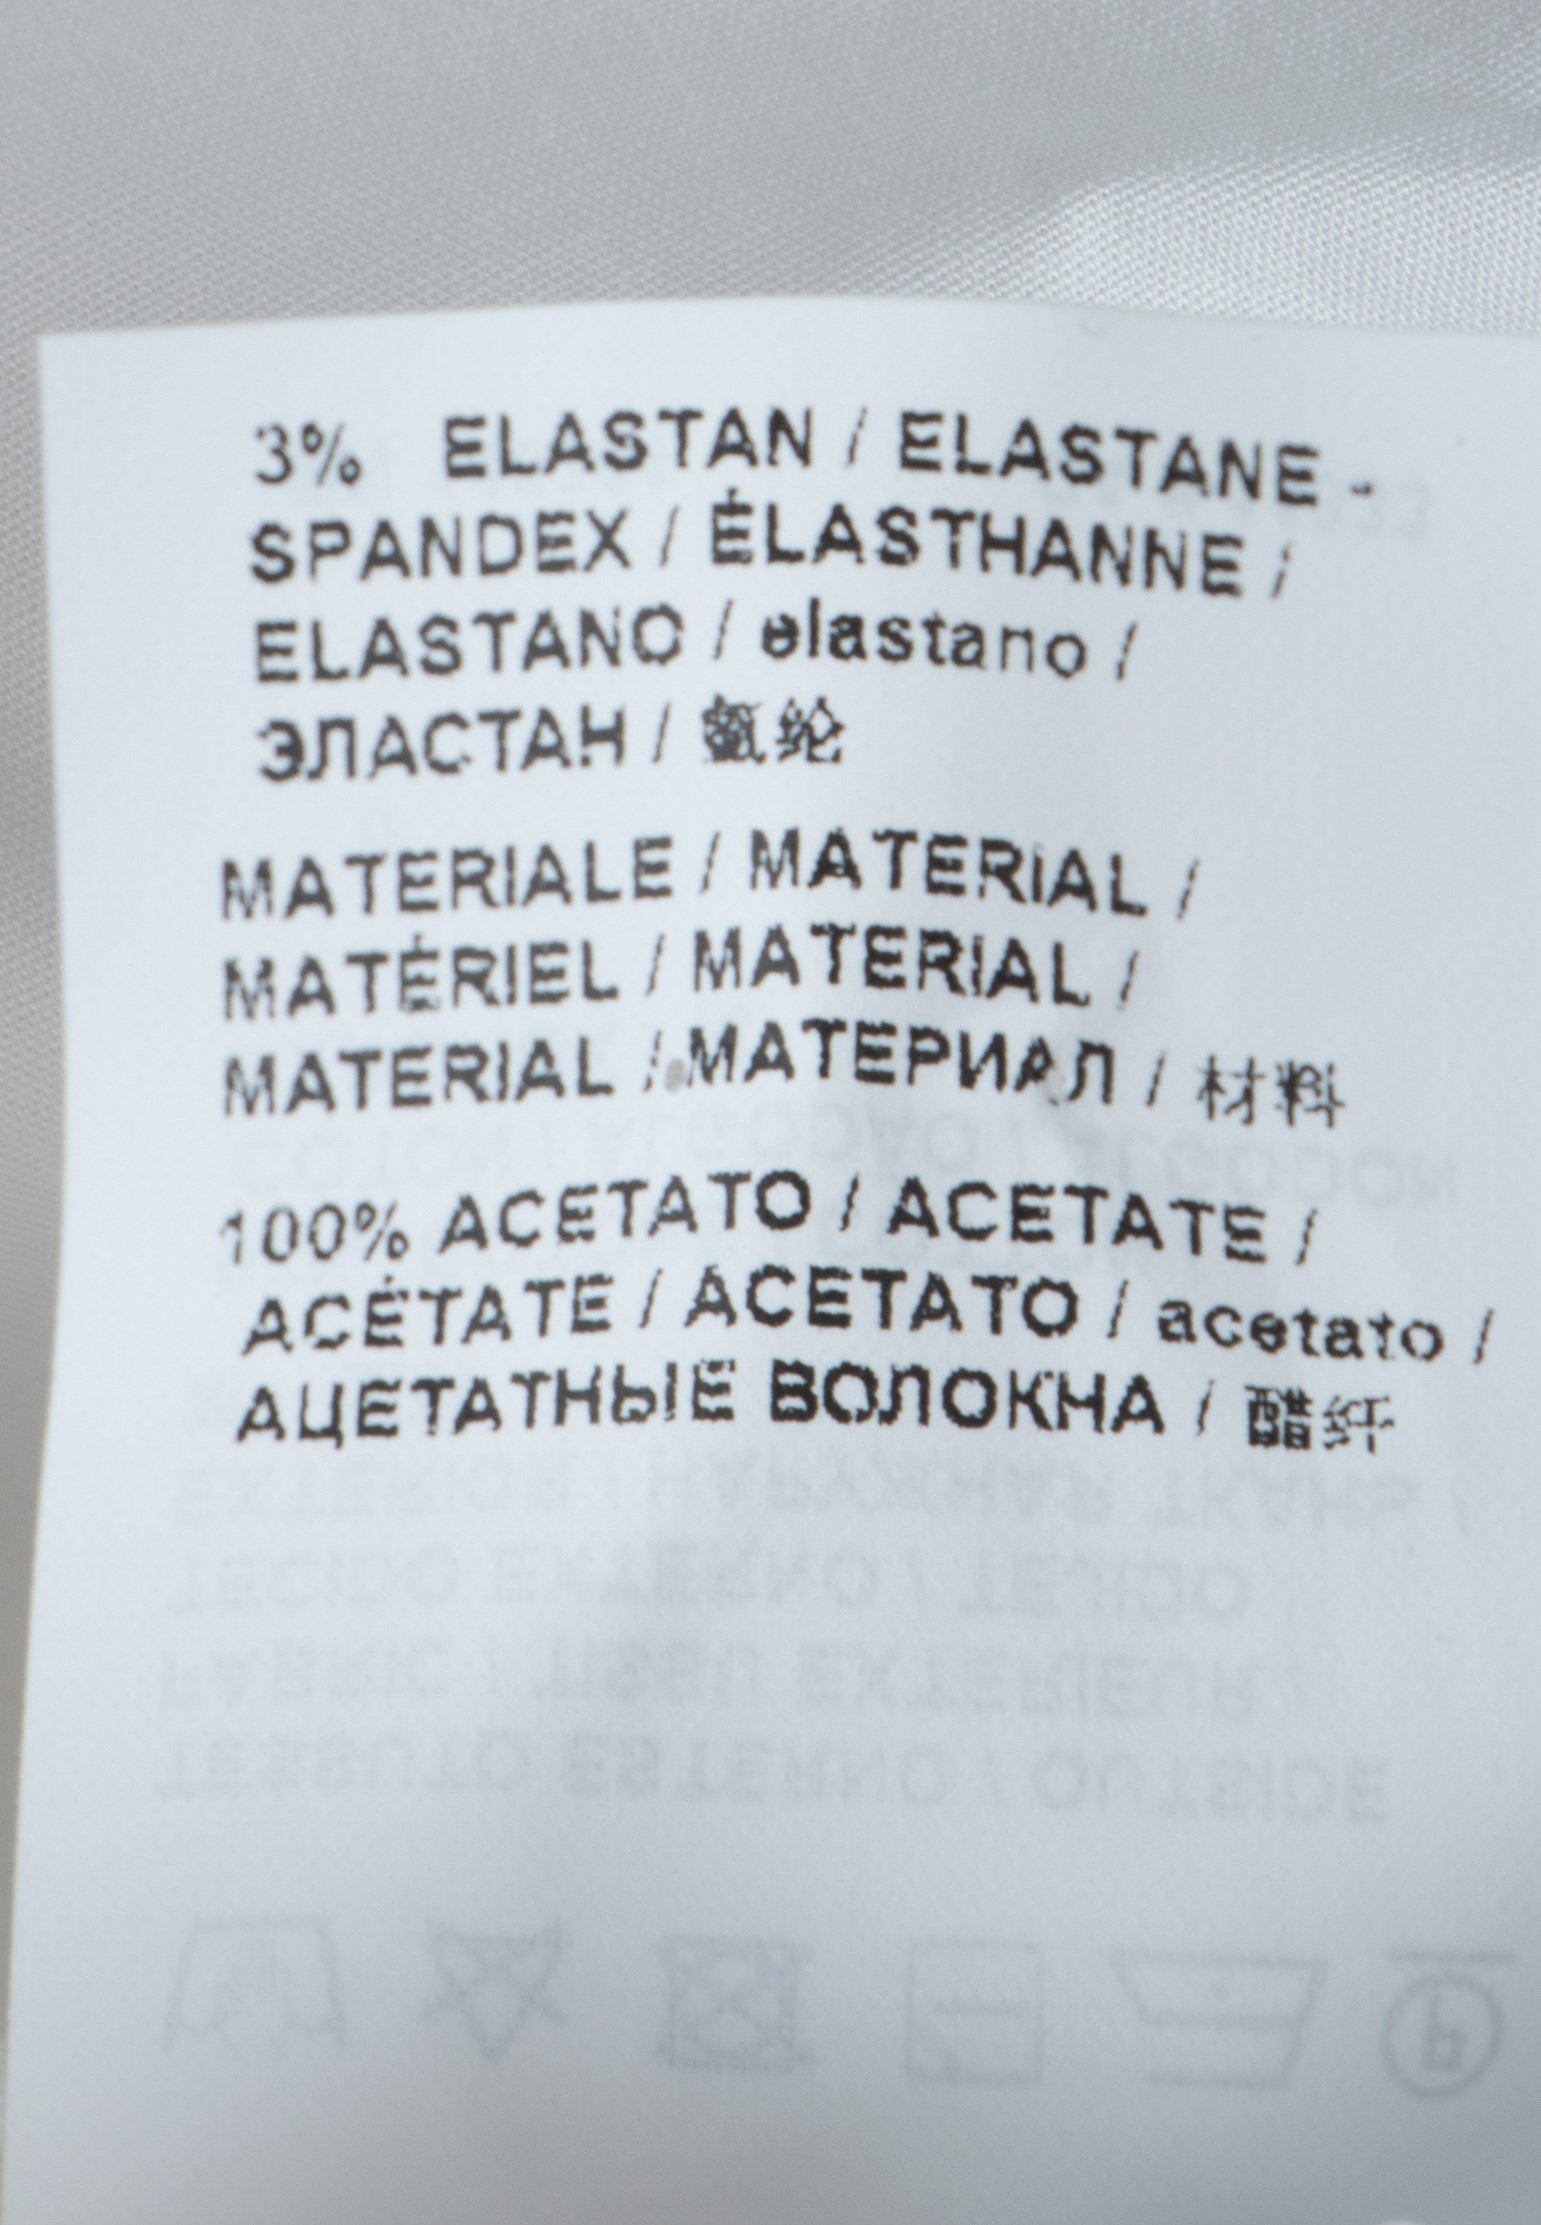 3% ELASTAN / ELASTANE -
SPANDEX / ÉLASTHANNE /
ELASTANO / elastano /
ЭЛАСТАН / 氨纶
MATERIALE / MATERIAL /
MATÉRIEL / MATERIAL /
MATERIAL / МАТЕРИАЛ / 材料
100% ACETATO / ACETATE /
ACÉTATE / ACETATO / acetato /
АЦЕТАТНЫЕ ВОЛОКНА / 醋纤